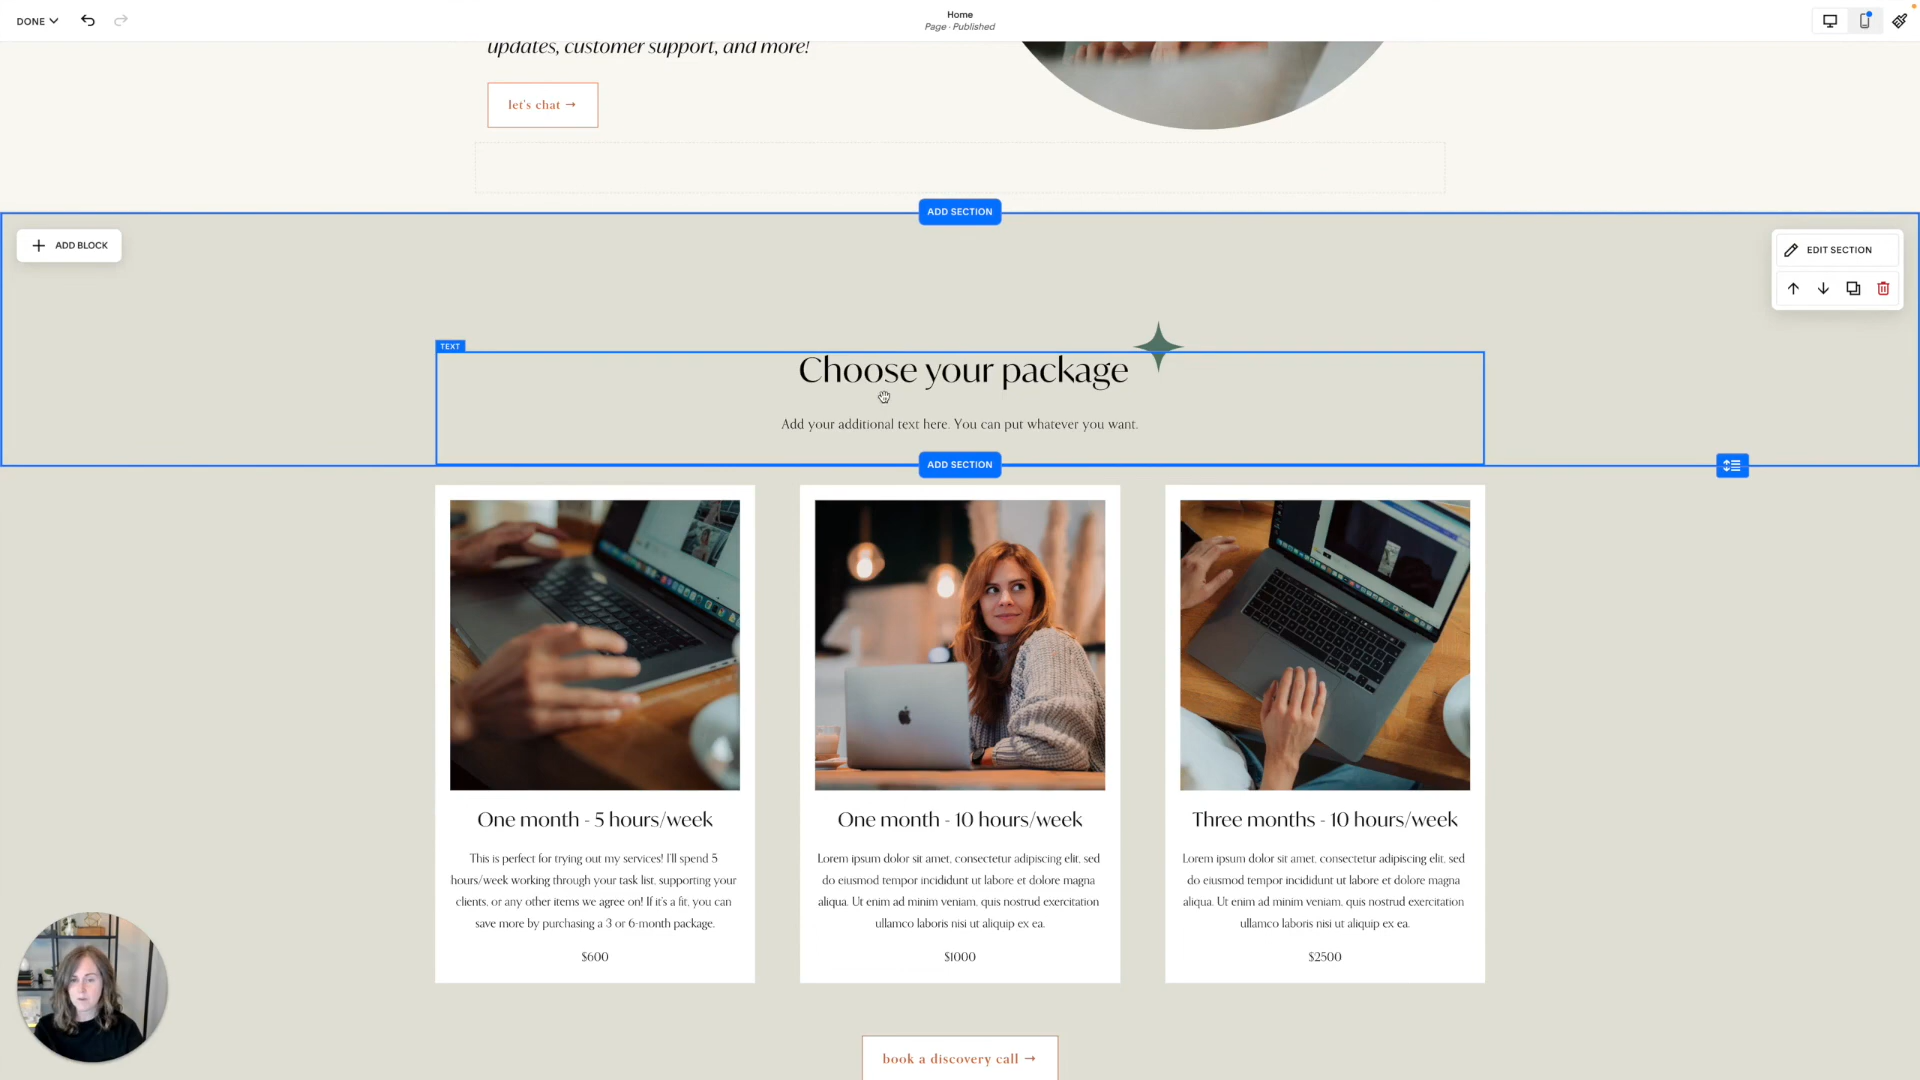 DONE
Home
Page · Published
updates, customer support, and more!
let's chat →
ADD SECTION
ADD BLOCK
EDIT SECTION
TEXT
Choose your package
Add your additional text here. You can put whatever you want.
ADD SECTION
One month - 5 hours/week
This is perfect for trying out my services! I'll spend 5
hours/week working through your task list, supporting your
clients, or any other items we agree on! If it's a fit, you can
save more by purchasing a 3 or 6-month package.
$600
One month - 10 hours/week
Lorem ipsum dolor sit amet, consectetur adipiscing elit, sed
do eiusmod tempor incididunt ut labore et dolore magna
aliqua. Ut enim ad minim veniam, quis nostrud exercitation
ullamco laboris nisi ut aliquip ex ea.
$1000
Three months - 10 hours/week
Lorem ipsum dolor sit amet, consectetur adipiscing elit, sed
do eiusmod tempor incididunt ut labore et dolore magna
aliqua. Ut enim ad minim veniam, quis nostrud exercitation
ullamco laboris nisi ut aliquip ex ea.
$2500
book a discovery call →